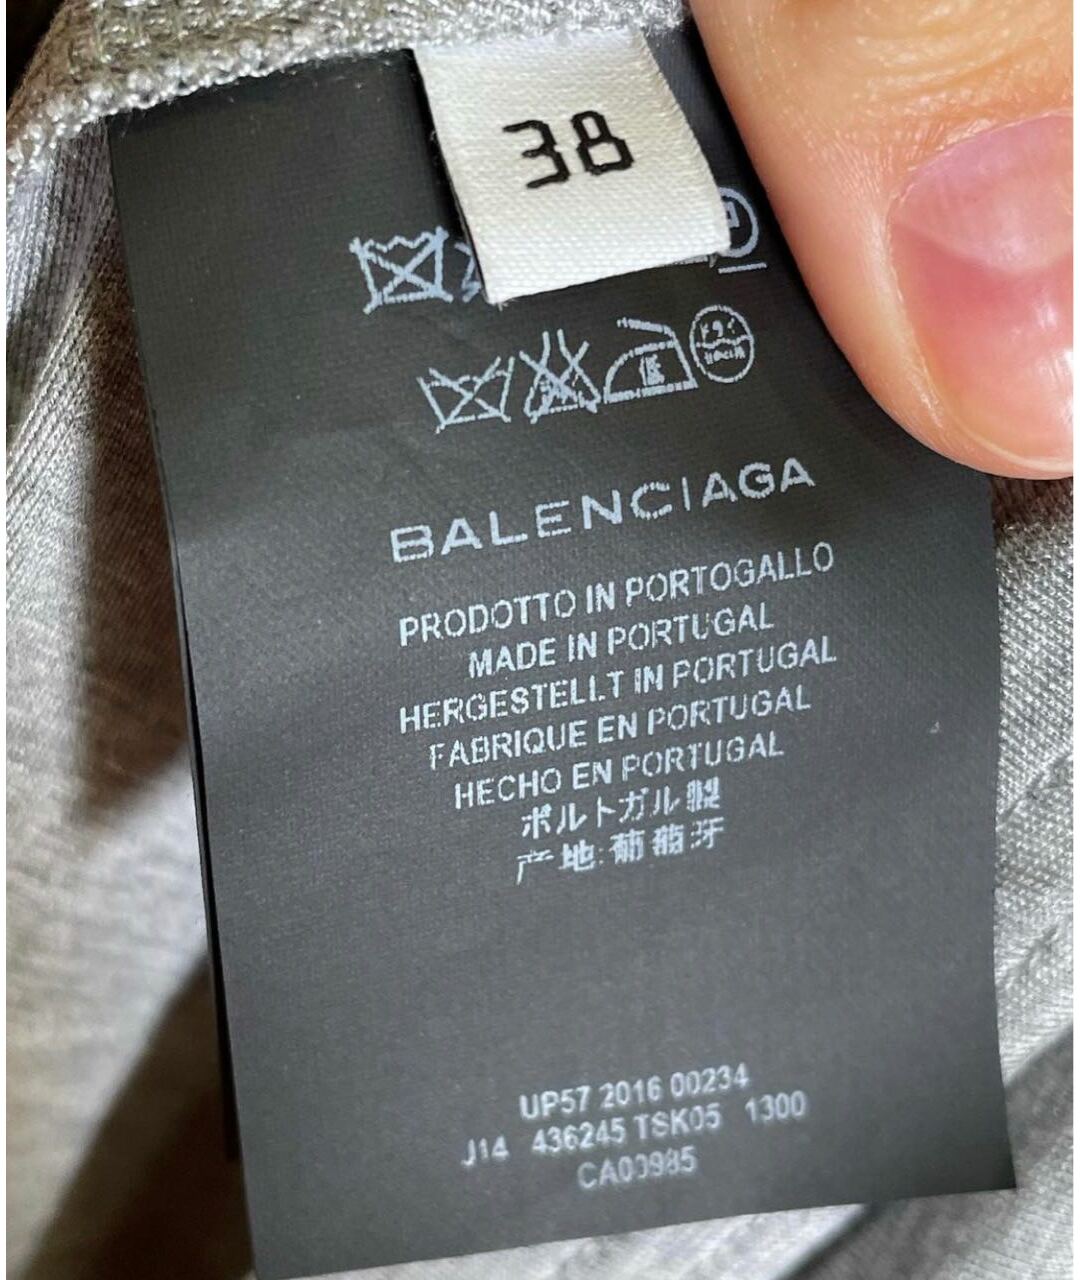 38
BALENCIAGA
PRODOTTO IN PORTOGALLO
MADE IN PORTUGAL
HERGESTELLT IN PORTUGAL
FABRIQUE EN PORTUGAL
HECHO EN PORTUGAL
ポルトガル製
产地:葡萄牙
UP57 2016 00234
J14 436245 TSK05 1300
CA00985